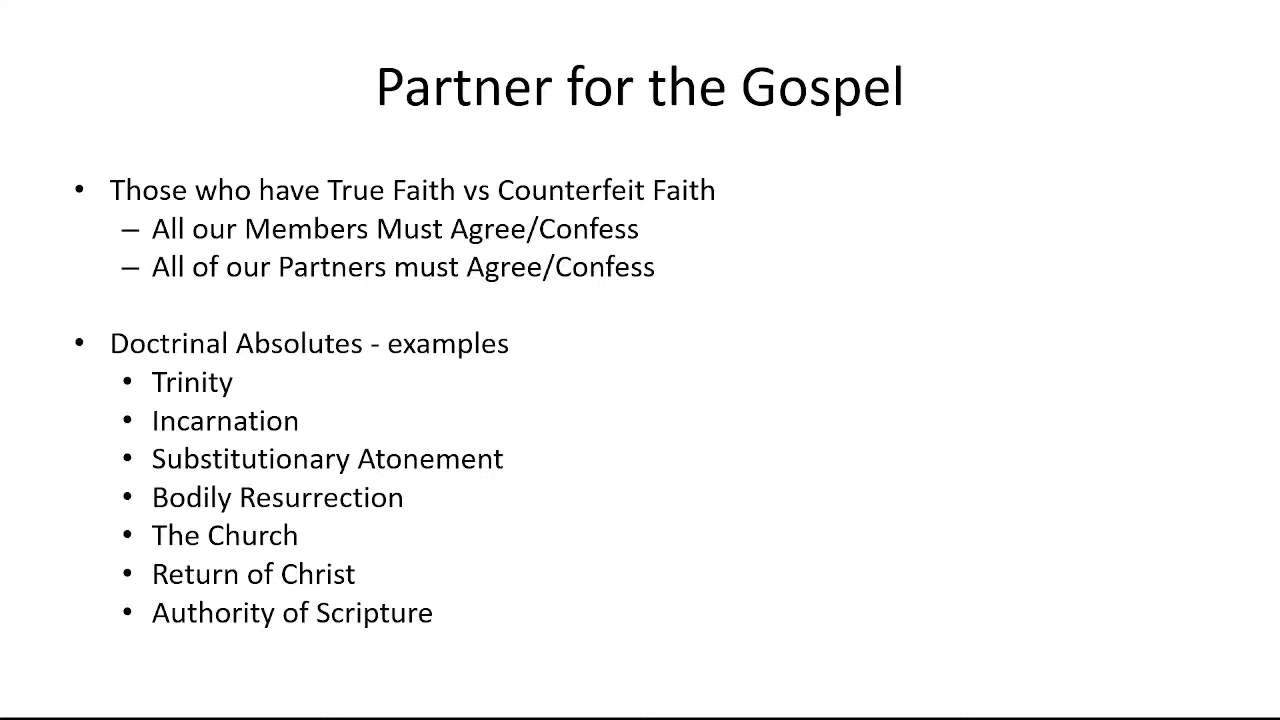 Partner for the Gospel
• Those who have True Faith vs Counterfeit Faith
– All our Members Must Agree/Confess
– All of our Partners must Agree/Confess
• Doctrinal Absolutes - examples
• Trinity
• Incarnation
• Substitutionary Atonement
• Bodily Resurrection
• The Church
• Return of Christ
• Authority of Scripture